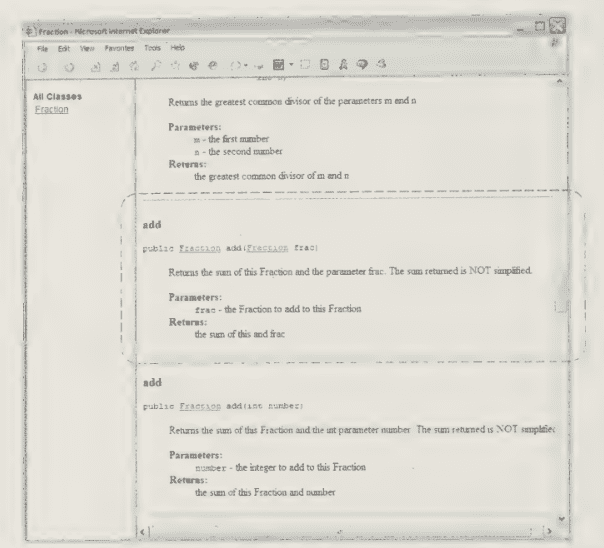 Fraction - Microsoft Internet Explorer
File Edit View Favorites Tools Help
All Classes
Fraction
Returns the greatest common divisor of the parameters m and n
Parameters:
m - the first number
n - the second number
Returns:
the greatest common divisor of m and n
add
public Fraction add(Fraction frac)
Returns the sum of this Fraction and the parameter frac. The sum returned is NOT simplified.
Parameters:
frac - the Fraction to add to this Fraction
Returns:
the sum of this and frac
add
public Fraction add(int number)
Returns the sum of this Fraction and the int parameter number. The sum returned is NOT simplifie
Parameters:
number - the integer to add to this Fraction
Returns:
the sum of this Fraction and number